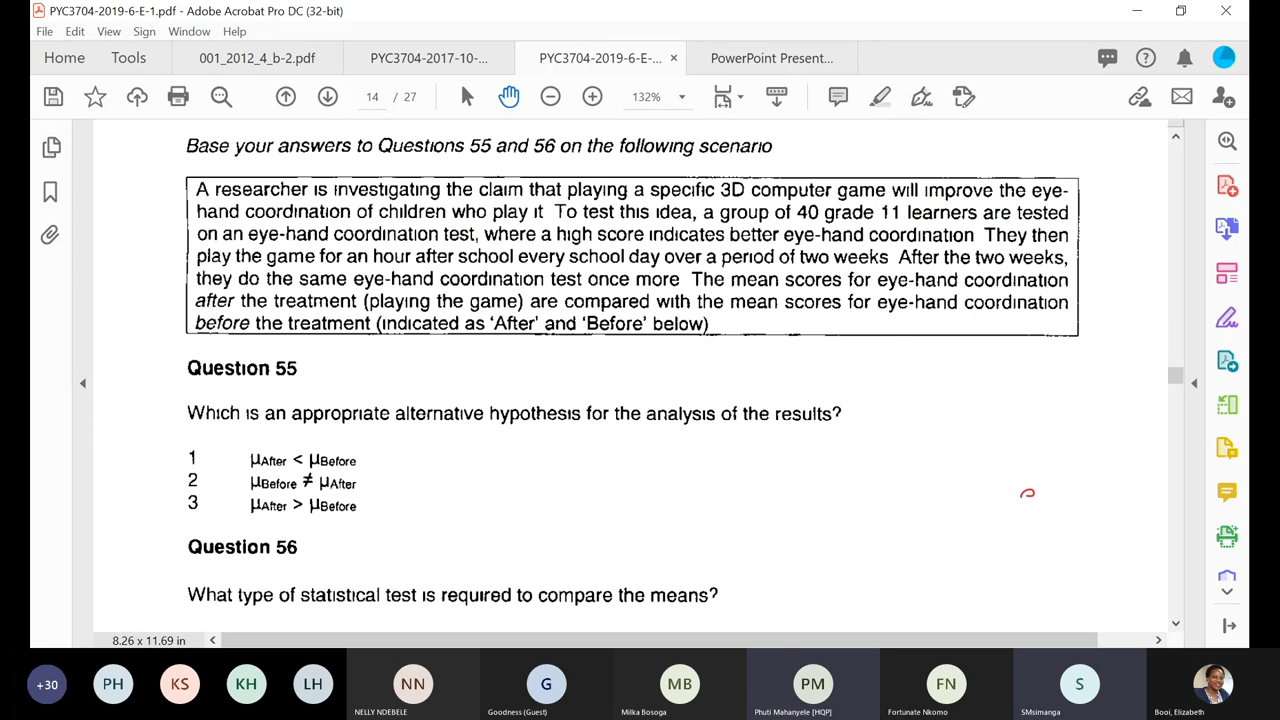 PYC3704-2019-6-E-1.pdf - Adobe Acrobat Pro DC (32-bit)
File Edit View Sign Window Help
Home Tools 001_2012_4_b-2.pdf PYC3704-2017-10-... PYC3704-2019-6-E-... × PowerPoint Present...
14 / 27 132%
Base your answers to Questions 55 and 56 on the following scenario
A researcher is investigating the claim that playing a specific 3D computer game will improve the eye-
hand coordination of children who play it To test this idea, a group of 40 grade 11 learners are tested
on an eye-hand coordination test, where a high score indicates better eye-hand coordination They then
play the game for an hour after school every school day over a period of two weeks After the two weeks,
they do the same eye-hand coordination test once more The mean scores for eye-hand coordination
after the treatment (playing the game) are compared with the mean scores for eye-hand coordination
before the treatment (indicated as 'After' and 'Before' below)
Question 55
Which is an appropriate alternative hypothesis for the analysis of the results?
1 μAfter < μBefore
2 μBefore ≠ μAfter
3 μAfter > μBefore
Question 56
What type of statistical test is required to compare the means?
8.26 x 11.69 in
+30 PH KS KH LH NN G MB PM FN S
NELLY NDEBELE Goodness (Guest) Milka Bosoga Phuti Mahanyele [HQP] Fortunate Nkomo SMsimanga Booi, Elizabeth